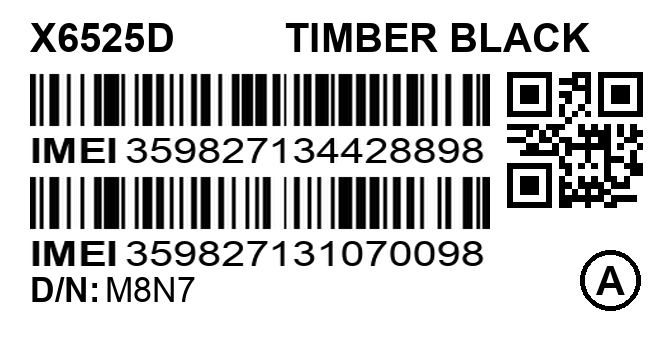 X6525D TIMBER BLACK
IMEI 359827134428898
IMEI 359827131070098
D/N: M8N7
A